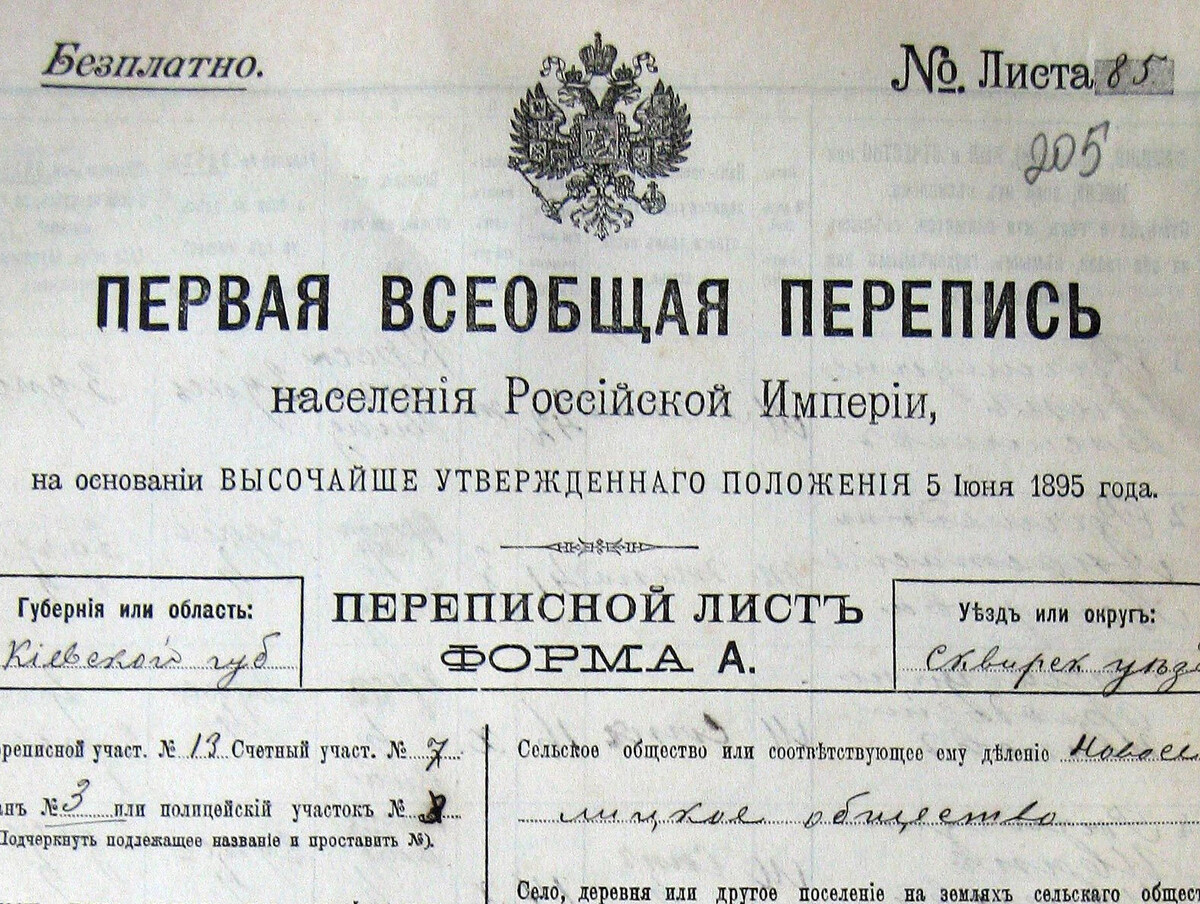 Безплатно.
№. Листа 85
205
ПЕРВАЯ ВСЕОБЩАЯ ПЕРЕПИСЬ
населенія Россійской Имперіи,
на основаніи ВЫСОЧАЙШЕ УТВЕРЖДЕННАГО ПОЛОЖЕНІЯ 5 Іюня 1895 года.
Губернія или область:
Кіевской губ
ПЕРЕПИСНОЙ ЛИСТЪ
ФОРМА А.
Уѣздъ или округъ:
Сквирск уѣзд
ереписной участ. № 13 Счетный участ. № 7
анъ № 3 или полицейскій участокъ №
Подчеркнуть подлежащее названіе и проставить №).
Сельское общество или соотвѣтствующее ему дѣленіе Новосе
лицкое общество
Село, деревня или другое поселеніе на земляхъ сельскаго общест